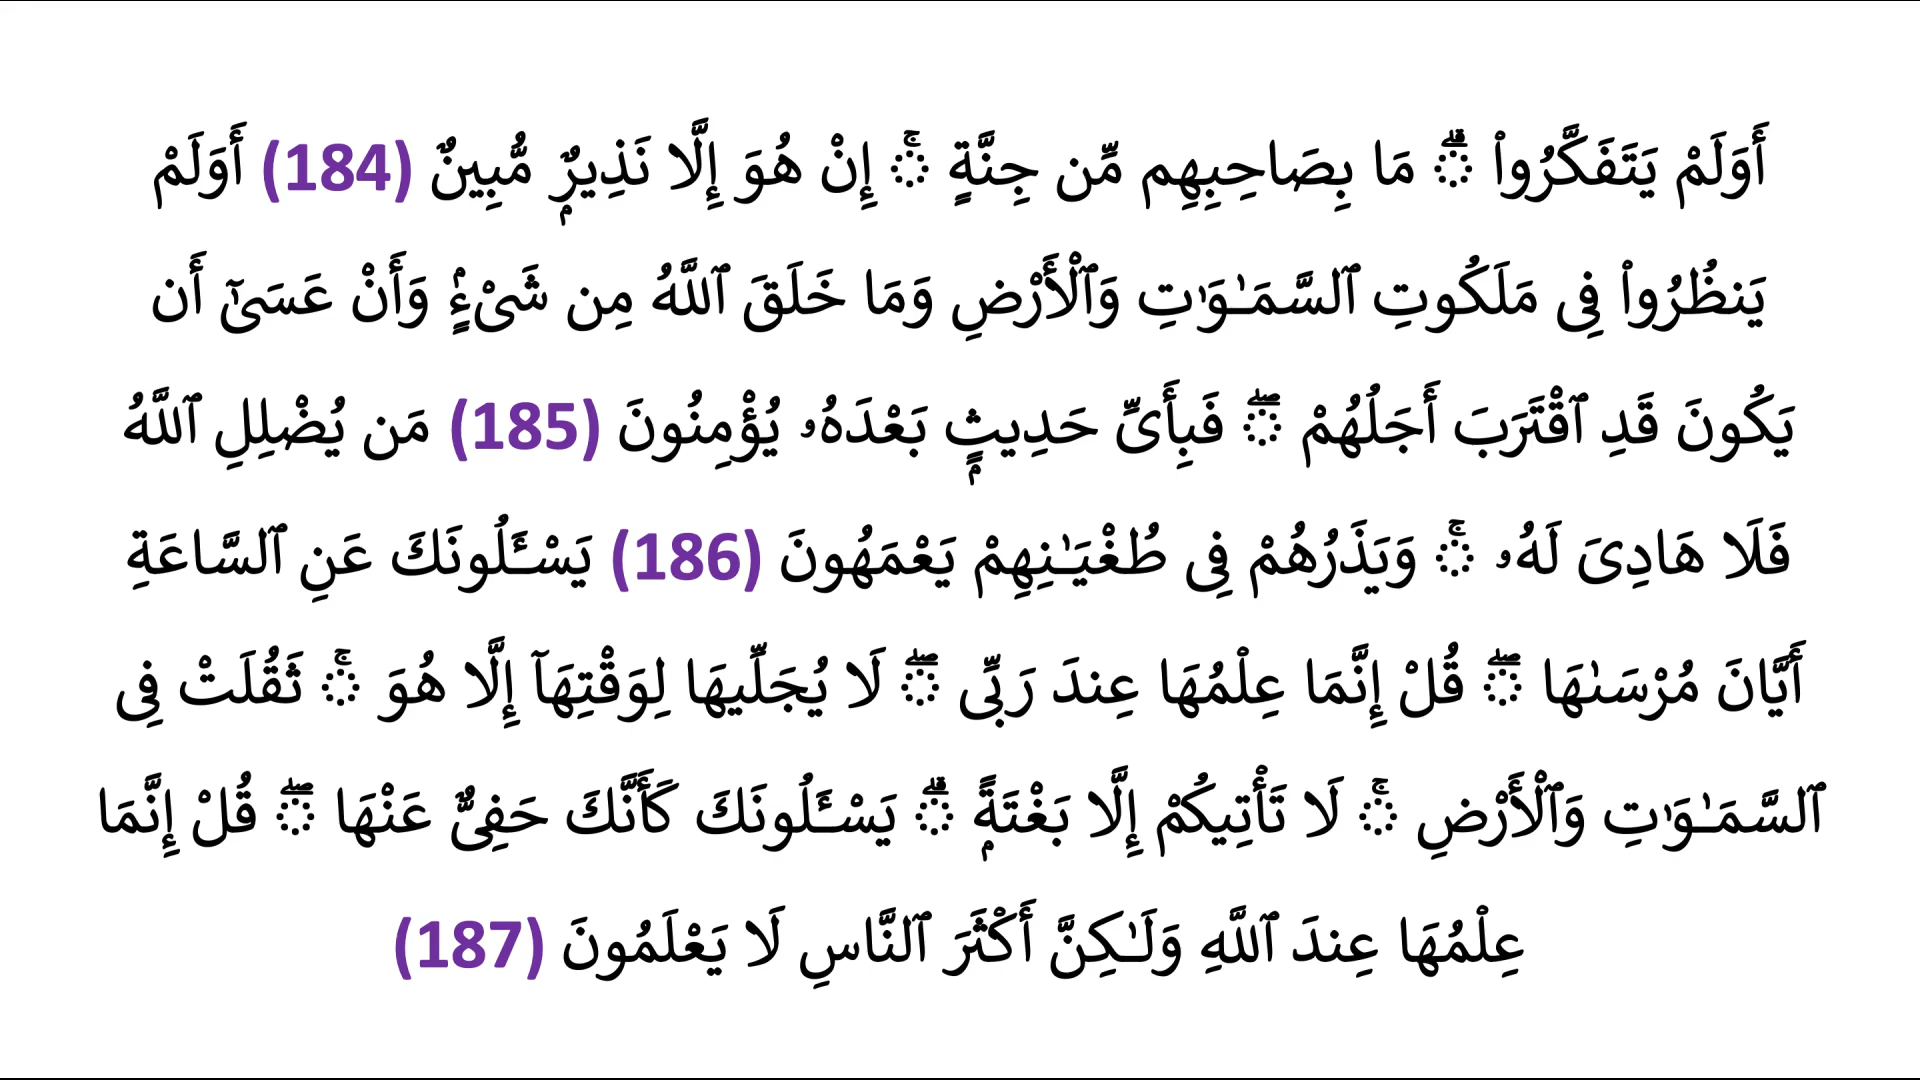 أَوَلَمْ يَتَفَكَّرُوا۟ ۗ مَا بِصَاحِبِهِم مِّن جِنَّةٍ ۚ إِنْ هُوَ إِلَّا نَذِيرٌۭ مُّبِينٌ (184) أَوَلَمْ
يَنظُرُوا۟ فِى مَلَكُوتِ ٱلسَّمَـٰوَٰتِ وَٱلْأَرْضِ وَمَا خَلَقَ ٱللَّهُ مِن شَىْءٍۢ وَأَنْ عَسَىٰٓ أَن
يَكُونَ قَدِ ٱقْتَرَبَ أَجَلُهُمْ ۖ فَبِأَىِّ حَدِيثٍۭ بَعْدَهُۥ يُؤْمِنُونَ (185) مَن يُضْلِلِ ٱللَّهُ
فَلَا هَادِىَ لَهُۥ ۚ وَيَذَرُهُمْ فِى طُغْيَـٰنِهِمْ يَعْمَهُونَ (186) يَسْـَٔلُونَكَ عَنِ ٱلسَّاعَةِ
أَيَّانَ مُرْسَىٰهَا ۖ قُلْ إِنَّمَا عِلْمُهَا عِندَ رَبِّى ۖ لَا يُجَلِّيهَا لِوَقْتِهَآ إِلَّا هُوَ ۚ ثَقُلَتْ فِى
ٱلسَّمَـٰوَٰتِ وَٱلْأَرْضِ ۚ لَا تَأْتِيكُمْ إِلَّا بَغْتَةًۭ ۗ يَسْـَٔلُونَكَ كَأَنَّكَ حَفِىٌّ عَنْهَا ۖ قُلْ إِنَّمَا
عِلْمُهَا عِندَ ٱللَّهِ وَلَـٰكِنَّ أَكْثَرَ ٱلنَّاسِ لَا يَعْلَمُونَ (187)